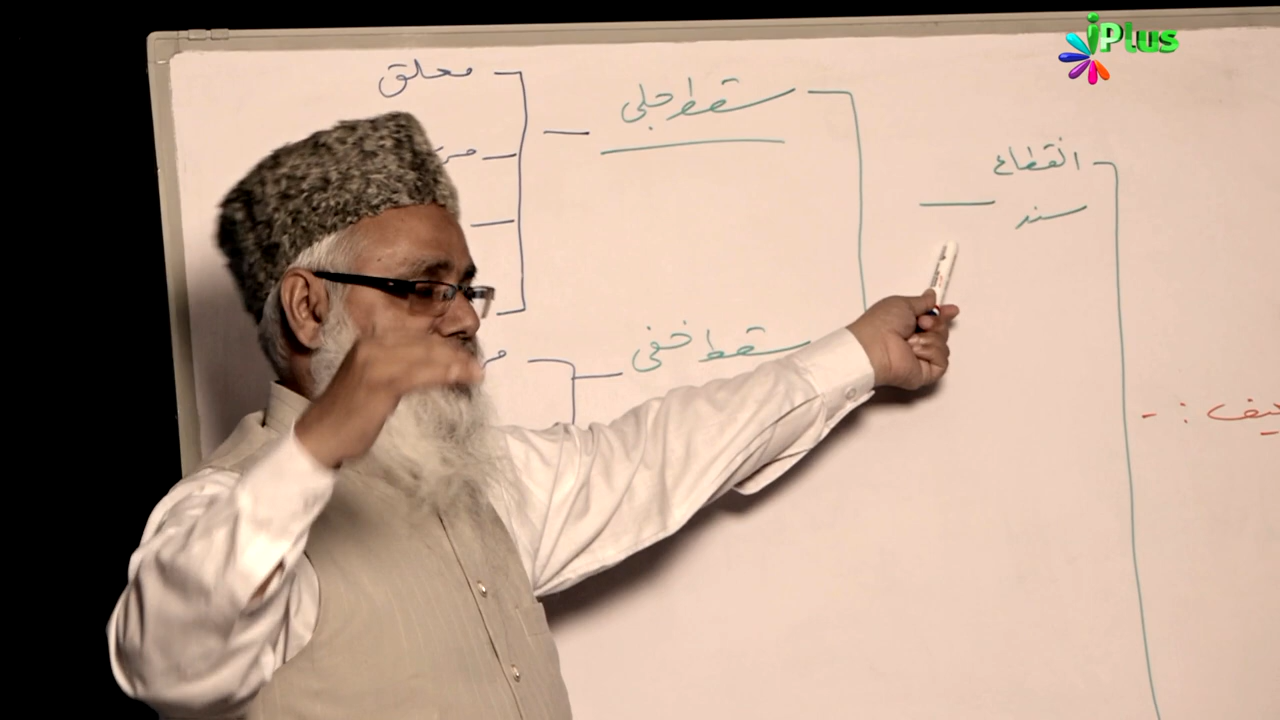 iPlus
انقطاع
سند
سقط جلی
معلق
سقط خفی